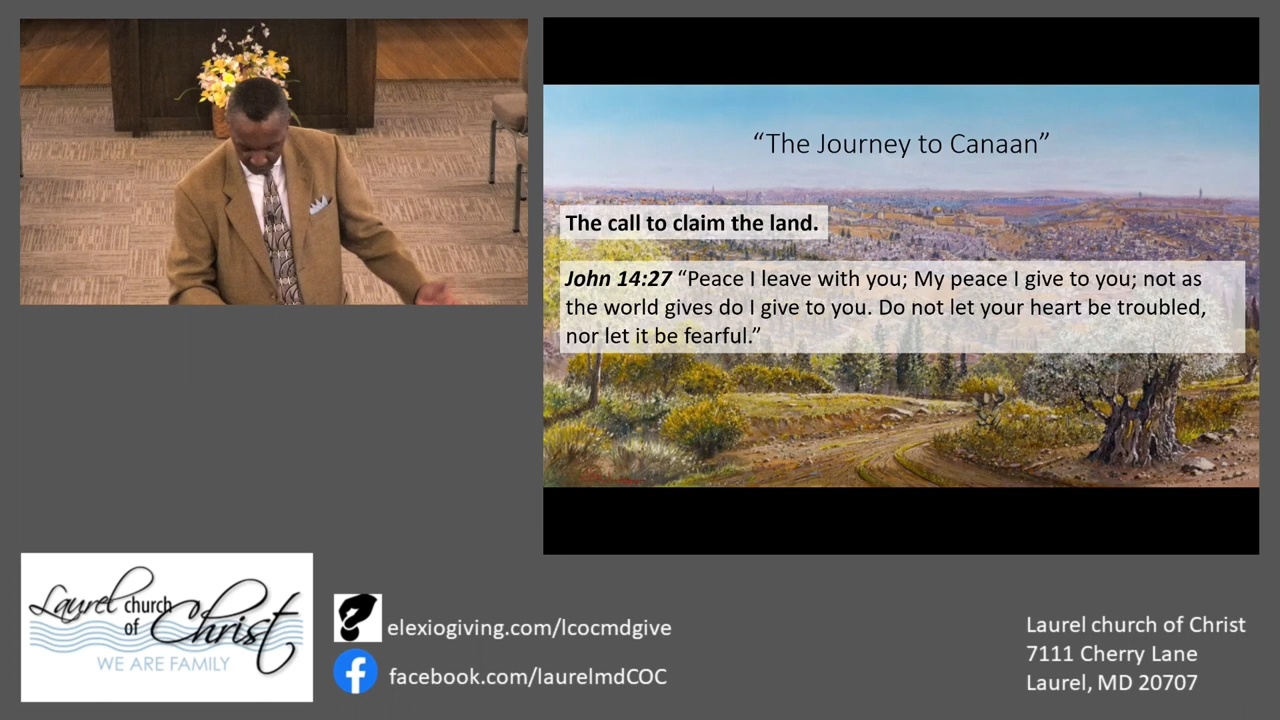 “The Journey to Canaan”
The call to claim the land.
John 14:27 “Peace I leave with you; My peace I give to you; not as
the world gives do I give to you. Do not let your heart be troubled,
nor let it be fearful.”
Laurel church
of Christ
WE ARE FAMILY
elexiogiving.com/lcocmdgive
facebook.com/laurelmdCOC
Laurel church of Christ
7111 Cherry Lane
Laurel, MD 20707